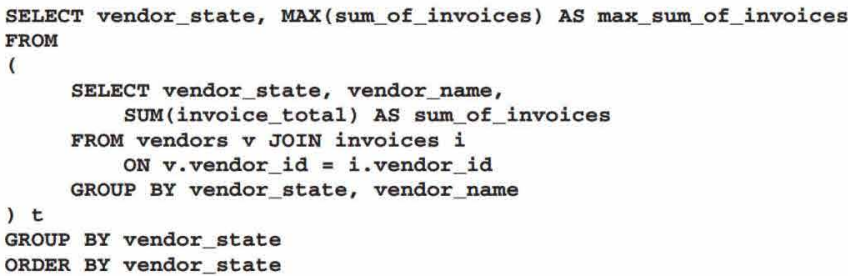 SELECT vendor_state, MAX(sum_of_invoices) AS max_sum_of_invoices
FROM
(
SELECT vendor_state, vendor_name,
SUM(invoice_total) AS sum_of_invoices
FROM vendors v JOIN invoices i
ON v.vendor_id = i.vendor_id
GROUP BY vendor_state, vendor_name
) t
GROUP BY vendor_state
ORDER BY vendor_state